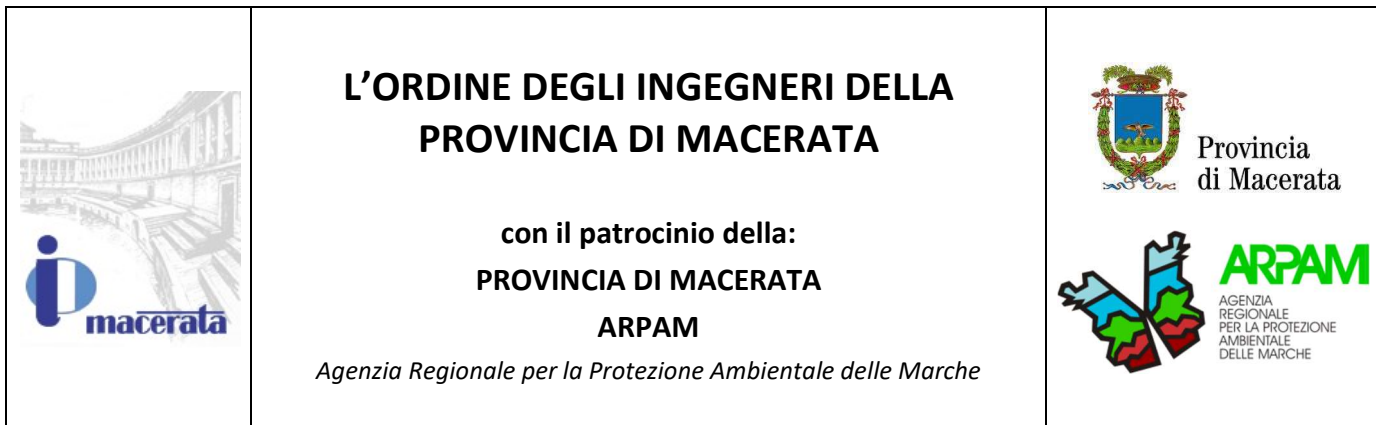 macerata
L'ORDINE DEGLI INGEGNERI DELLA
PROVINCIA DI MACERATA
con il patrocinio della:
PROVINCIA DI MACERATA
ARPAM
Agenzia Regionale per la Protezione Ambientale delle Marche
Provincia
di Macerata
ARPAM
AGENZIA
REGIONALE
PER LA PROTEZIONE
AMBIENTALE
DELLE MARCHE